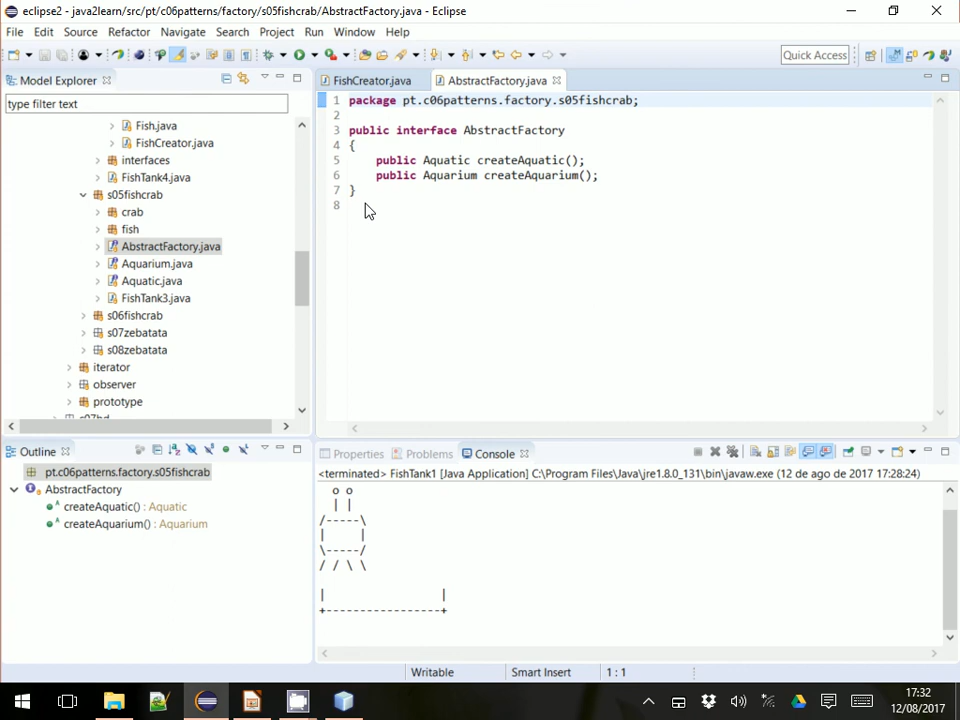 eclipse2 - java2learn/src/pt/c06patterns/factory/s05fishcrab/AbstractFactory.java - Eclipse
File Edit Source Refactor Navigate Search Project Run Window Help
Quick Access
Model Explorer
type filter text
Fish.java
FishCreator.java
interfaces
FishTank4.java
s05fishcrab
crab
fish
AbstractFactory.java
Aquarium.java
Aquatic.java
FishTank3.java
s06fishcrab
s07zebatata
s08zebatata
iterator
observer
prototype
FishCreator.java AbstractFactory.java
1 package pt.c06patterns.factory.s05fishcrab;
2
3 public interface AbstractFactory
4 {
5 public Aquatic createAquatic();
6 public Aquarium createAquarium();
7 }
8
Outline
pt.c06patterns.factory.s05fishcrab
AbstractFactory
createAquatic() : Aquatic
createAquarium() : Aquarium
Properties Problems Console
<terminated> FishTank1 [Java Application] C:\Program Files\Java\jre1.8.0_131\bin\javaw.exe (12 de ago de 2017 17:28:24)
o o
| |
/-----\
| |
\-----/
/ / \ \
| |
+-----------------+
Writable Smart Insert 1 : 1
17:32
12/08/2017